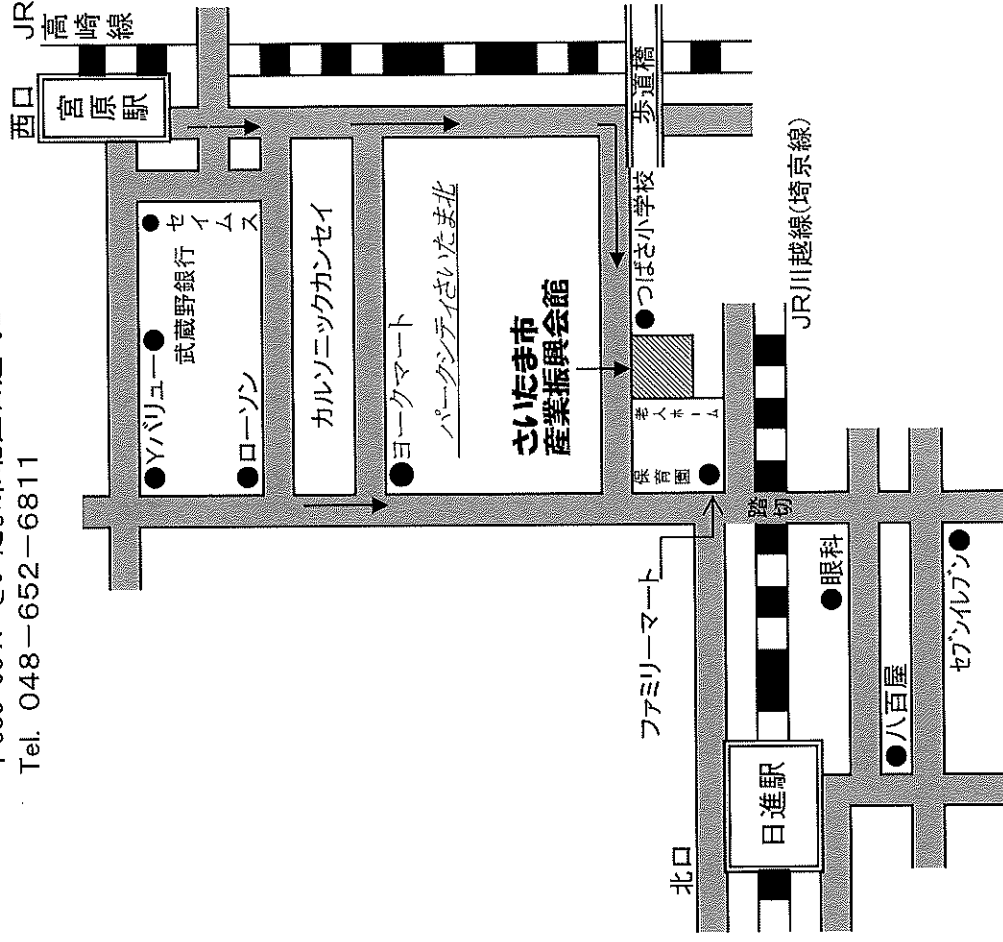 Tel. 048-652-6811
JR
高崎
線
西口
宮
原
駅
セイムス
Yバリュー
武蔵野銀行
ローソン
カルソニックカンセイ
ヨークマート
パークシティさいたま北
歩道橋
さいたま市
産業振興会館
つばさ小学校
老人ホーム
保育園
JR川越線(埼京線)
踏切
ファミリーマート
眼科
北口
日進駅
八百屋
セブンイレブン